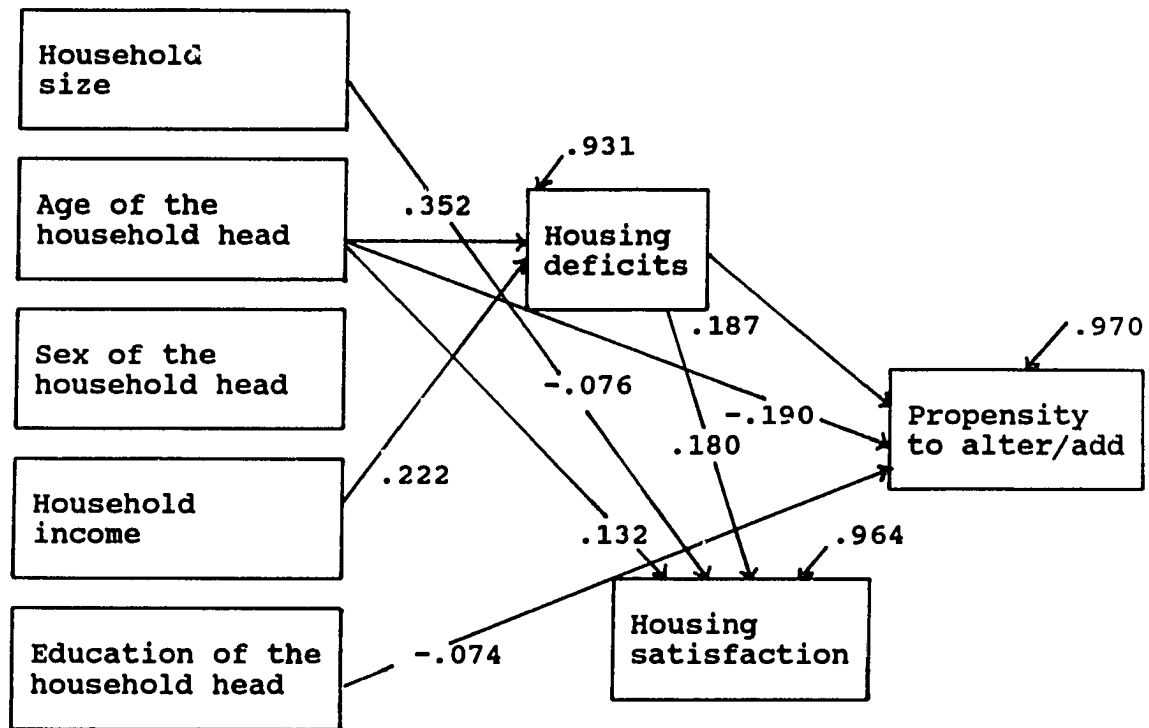 Household
size
Age of the
household head
Sex of the
household head
Household
income
Education of the
household head
.931
.352
Housing
deficits
.187
-.076
-.190
.180
.222
.132
-.074
.970
Propensity
to alter/add
.964
Housing
satisfaction